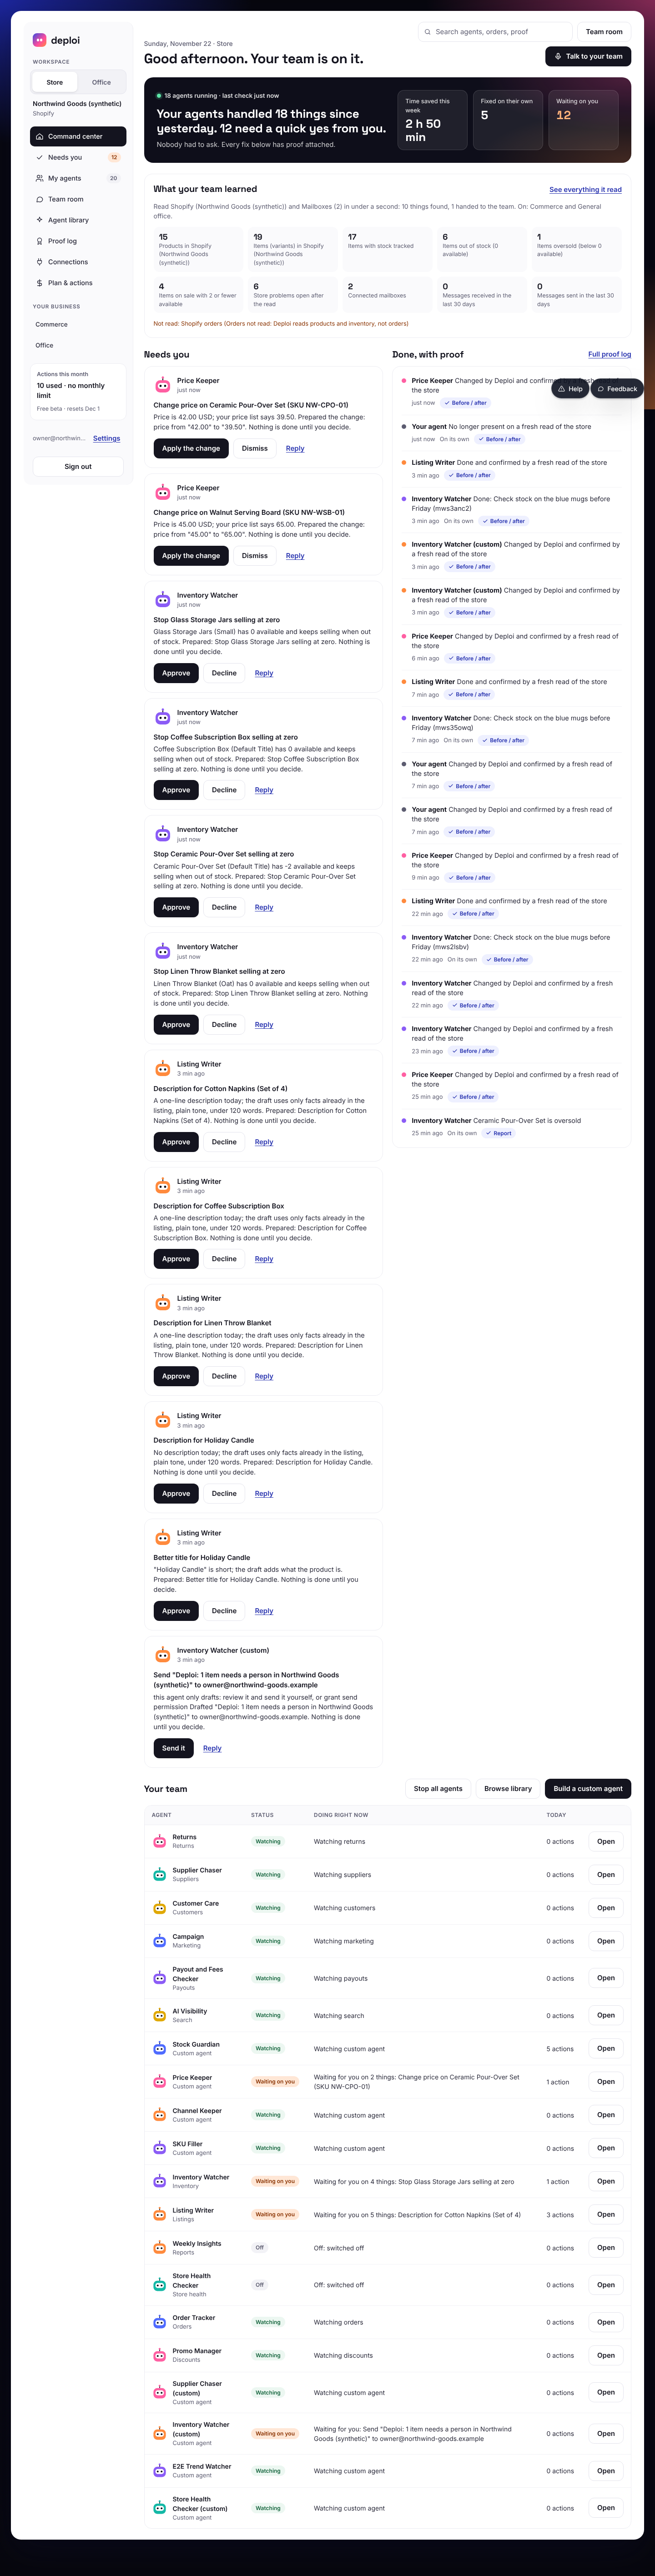 deploi
WORKSPACE
Store
Office
Northwind Goods (synthetic)
Shopify
Command center
Needs you
12
My agents
20
Team room
Agent library
Proof log
Connections
Plan & actions
YOUR BUSINESS
Commerce
Office
Actions this month
10 used · no monthly
limit
Free beta · resets Dec 1
owner@northwin...
Settings
Sign out
Search agents, orders, proof
Team room
Sunday, November 22 · Store
Good afternoon. Your team is on it.
Talk to your team
18 agents running · last check just now
Your agents handled 18 things since
yesterday. 12 need a quick yes from you.
Nobody had to ask. Every fix below has proof attached.
Time saved this
week
2 h 50
min
Fixed on their own
5
Waiting on you
12
What your team learned
See everything it read
Read Shopify (Northwind Goods (synthetic)) and Mailboxes (2) in under a second: 10 things found, 1 handed to the team. On: Commerce and General
office.
15
Products in Shopify
(Northwind Goods
(synthetic))
19
Items (variants) in Shopify
(Northwind Goods
(synthetic))
17
Items with stock tracked
6
Items out of stock (0
available)
1
Items oversold (below 0
available)
4
Items on sale with 2 or fewer
available
6
Store problems open after
the read
2
Connected mailboxes
0
Messages received in the
last 30 days
0
Messages sent in the last 30
days
Not read: Shopify orders (Orders not read: Deploi reads products and inventory, not orders)
Needs you
Price Keeper
just now
Change price on Ceramic Pour-Over Set (SKU NW-CPO-01)
Price is 42.00 USD; your price list says 39.50. Prepared the change:
price from "42.00" to "39.50". Nothing is done until you decide.
Apply the change
Dismiss
Reply
Price Keeper
just now
Change price on Walnut Serving Board (SKU NW-WSB-01)
Price is 45.00 USD; your price list says 65.00. Prepared the change:
price from "45.00" to "65.00". Nothing is done until you decide.
Apply the change
Dismiss
Reply
Inventory Watcher
just now
Stop Glass Storage Jars selling at zero
Glass Storage Jars (Small) has 0 available and keeps selling when out
of stock. Prepared: Stop Glass Storage Jars selling at zero. Nothing is
done until you decide.
Approve
Decline
Reply
Inventory Watcher
just now
Stop Coffee Subscription Box selling at zero
Coffee Subscription Box (Default Title) has 0 available and keeps
selling when out of stock. Prepared: Stop Coffee Subscription Box
selling at zero. Nothing is done until you decide.
Approve
Decline
Reply
Inventory Watcher
just now
Stop Ceramic Pour-Over Set selling at zero
Ceramic Pour-Over Set (Default Title) has -2 available and keeps
selling when out of stock. Prepared: Stop Ceramic Pour-Over Set
selling at zero. Nothing is done until you decide.
Approve
Decline
Reply
Inventory Watcher
just now
Stop Linen Throw Blanket selling at zero
Linen Throw Blanket (Oat) has 0 available and keeps selling when out
of stock. Prepared: Stop Linen Throw Blanket selling at zero. Nothing
is done until you decide.
Approve
Decline
Reply
Listing Writer
3 min ago
Description for Cotton Napkins (Set of 4)
A one-line description today; the draft uses only facts already in the
listing, plain tone, under 120 words. Prepared: Description for Cotton
Napkins (Set of 4). Nothing is done until you decide.
Approve
Decline
Reply
Listing Writer
3 min ago
Description for Coffee Subscription Box
A one-line description today; the draft uses only facts already in the
listing, plain tone, under 120 words. Prepared: Description for Coffee
Subscription Box. Nothing is done until you decide.
Approve
Decline
Reply
Listing Writer
3 min ago
Description for Linen Throw Blanket
A one-line description today; the draft uses only facts already in the
listing, plain tone, under 120 words. Prepared: Description for Linen
Throw Blanket. Nothing is done until you decide.
Approve
Decline
Reply
Listing Writer
3 min ago
Description for Holiday Candle
No description today; the draft uses only facts already in the listing,
plain tone, under 120 words. Prepared: Description for Holiday Candle.
Nothing is done until you decide.
Approve
Decline
Reply
Listing Writer
3 min ago
Better title for Holiday Candle
"Holiday Candle" is short; the draft adds what the product is.
Prepared: Better title for Holiday Candle. Nothing is done until you
decide.
Approve
Decline
Reply
Inventory Watcher (custom)
3 min ago
Send "Deploi: 1 item needs a person in Northwind Goods
(synthetic)" to owner@northwind-goods.example
this agent only drafts: review it and send it yourself, or grant send
permission Drafted "Deploi: 1 item needs a person in Northwind Goods
(synthetic)" to owner@northwind-goods.example. Nothing is done
until you decide.
Send it
Reply
Done, with proof
Full proof log
Price Keeper Changed by Deploi and confirmed
the store
just now Before / after
Help
Feedback
Your agent No longer present on a fresh read of the store
just now On its own Before / after
Listing Writer Done and confirmed by a fresh read of the store
3 min ago Before / after
Inventory Watcher Done: Check stock on the blue mugs before
Friday (mws3anc2)
3 min ago On its own Before / after
Inventory Watcher (custom) Changed by Deploi and confirmed by
a fresh read of the store
3 min ago Before / after
Inventory Watcher (custom) Changed by Deploi and confirmed by
a fresh read of the store
3 min ago Before / after
Price Keeper Changed by Deploi and confirmed by a fresh read of
the store
6 min ago Before / after
Listing Writer Done and confirmed by a fresh read of the store
7 min ago Before / after
Inventory Watcher Done: Check stock on the blue mugs before
Friday (mws35owq)
7 min ago On its own Before / after
Your agent Changed by Deploi and confirmed by a fresh read of
the store
7 min ago Before / after
Your agent Changed by Deploi and confirmed by a fresh read of
the store
7 min ago Before / after
Price Keeper Changed by Deploi and confirmed by a fresh read of
the store
9 min ago Before / after
Listing Writer Done and confirmed by a fresh read of the store
22 min ago Before / after
Inventory Watcher Done: Check stock on the blue mugs before
Friday (mws2lsbv)
22 min ago On its own Before / after
Inventory Watcher Changed by Deploi and confirmed by a fresh
read of the store
22 min ago Before / after
Inventory Watcher Changed by Deploi and confirmed by a fresh
read of the store
23 min ago Before / after
Price Keeper Changed by Deploi and confirmed by a fresh read of
the store
25 min ago Before / after
Inventory Watcher Ceramic Pour-Over Set is oversold
25 min ago On its own Report
Your team
Stop all agents
Browse library
Build a custom agent
AGENT STATUS DOING RIGHT NOW TODAY
Returns
Returns
Watching
Watching returns
0 actions
Open
Supplier Chaser
Suppliers
Watching
Watching suppliers
0 actions
Open
Customer Care
Customers
Watching
Watching customers
0 actions
Open
Campaign
Marketing
Watching
Watching marketing
0 actions
Open
Payout and Fees
Checker
Payouts
Watching
Watching payouts
0 actions
Open
AI Visibility
Search
Watching
Watching search
0 actions
Open
Stock Guardian
Custom agent
Watching
Watching custom agent
5 actions
Open
Price Keeper
Custom agent
Waiting on you
Waiting for you on 2 things: Change price on Ceramic Pour-Over Set
(SKU NW-CPO-01)
1 action
Open
Channel Keeper
Custom agent
Watching
Watching custom agent
0 actions
Open
SKU Filler
Custom agent
Watching
Watching custom agent
0 actions
Open
Inventory Watcher
Inventory
Waiting on you
Waiting for you on 4 things: Stop Glass Storage Jars selling at zero
1 action
Open
Listing Writer
Listings
Waiting on you
Waiting for you on 5 things: Description for Cotton Napkins (Set of 4)
3 actions
Open
Weekly Insights
Reports
Off
Off: switched off
0 actions
Open
Store Health
Checker
Store health
Off
Off: switched off
0 actions
Open
Order Tracker
Orders
Watching
Watching orders
0 actions
Open
Promo Manager
Discounts
Watching
Watching discounts
0 actions
Open
Supplier Chaser
(custom)
Custom agent
Watching
Watching custom agent
0 actions
Open
Inventory Watcher
(custom)
Custom agent
Waiting on you
Waiting for you: Send "Deploi: 1 item needs a person in Northwind
Goods (synthetic)" to owner@northwind-goods.example
0 actions
Open
E2E Trend Watcher
Custom agent
Watching
Watching custom agent
0 actions
Open
Store Health
Checker (custom)
Custom agent
Watching
Watching custom agent
0 actions
Open